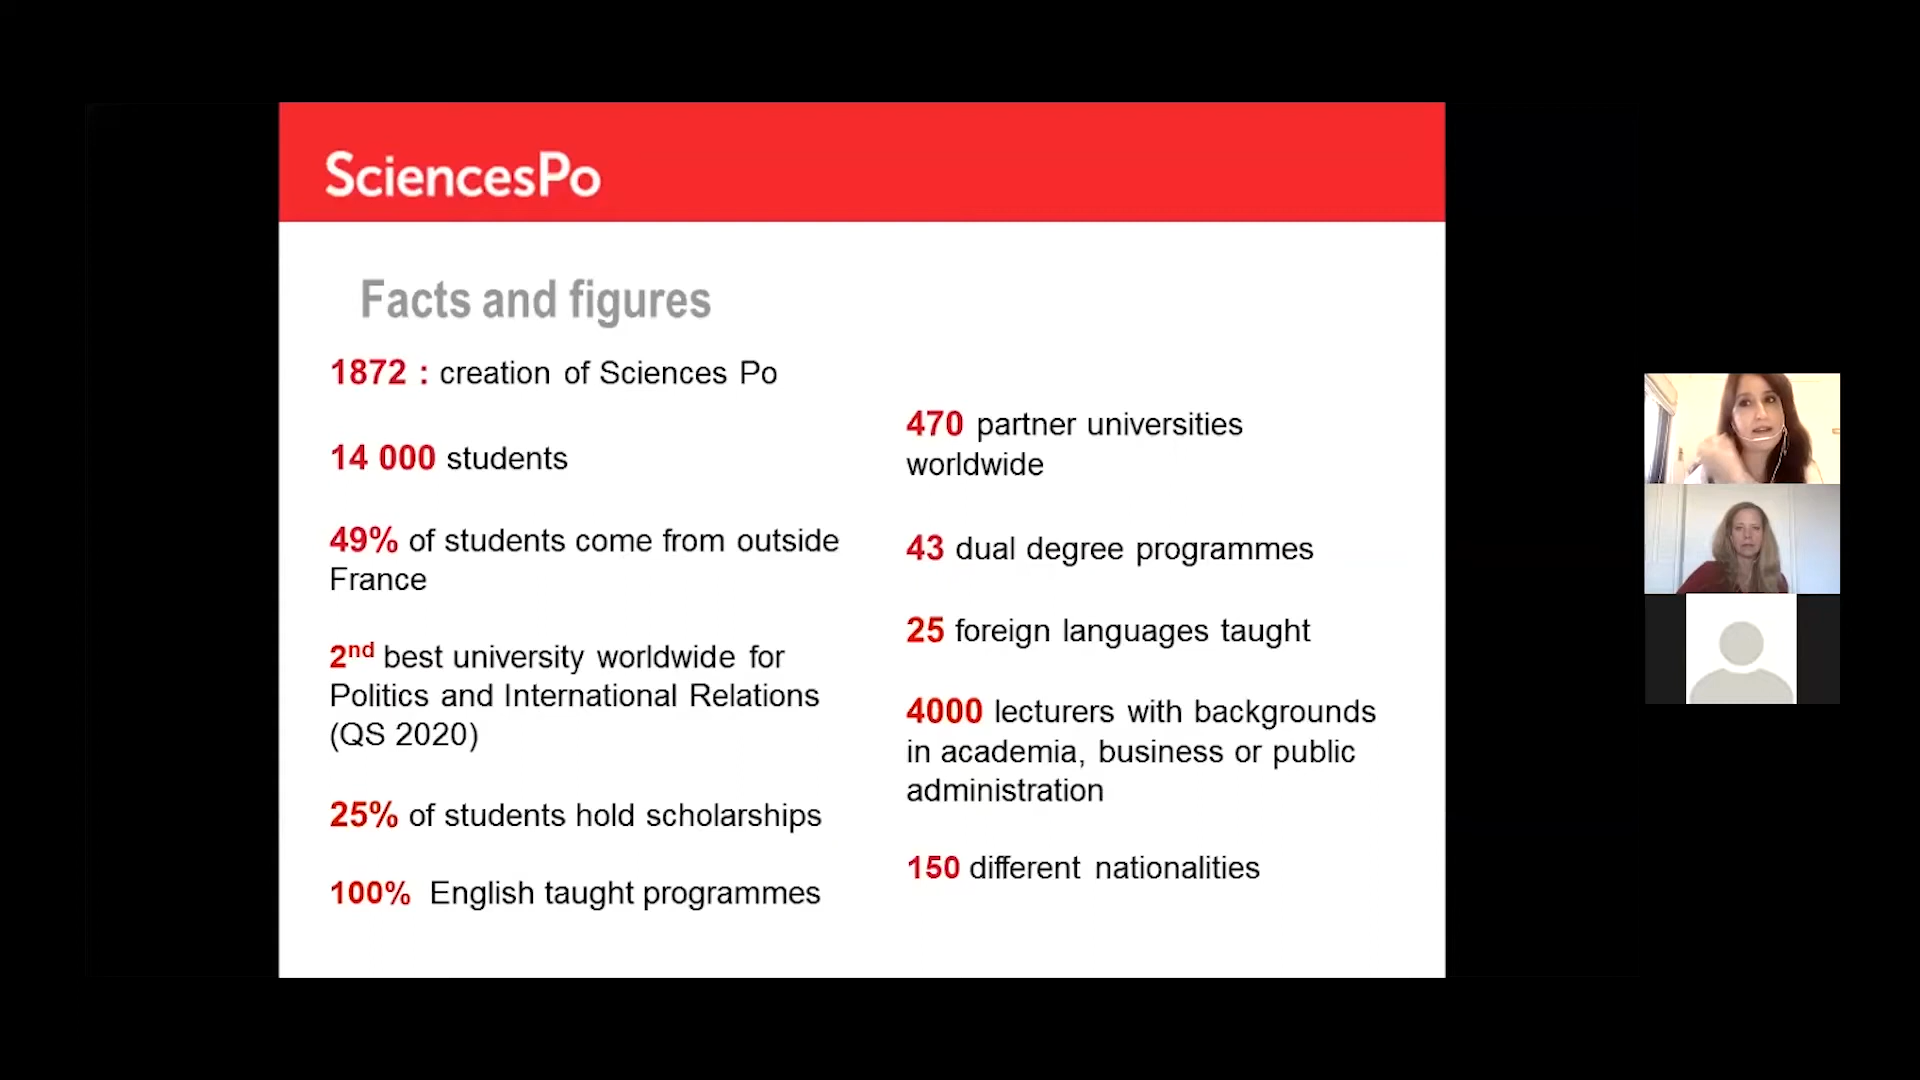 SciencesPo
Facts and figures
1872 : creation of Sciences Po
14 000 students
49% of students come from outside
France
2nd best university worldwide for
Politics and International Relations
(QS 2020)
25% of students hold scholarships
100% English taught programmes
470 partner universities
worldwide
43 dual degree programmes
25 foreign languages taught
4000 lecturers with backgrounds
in academia, business or public
administration
150 different nationalities